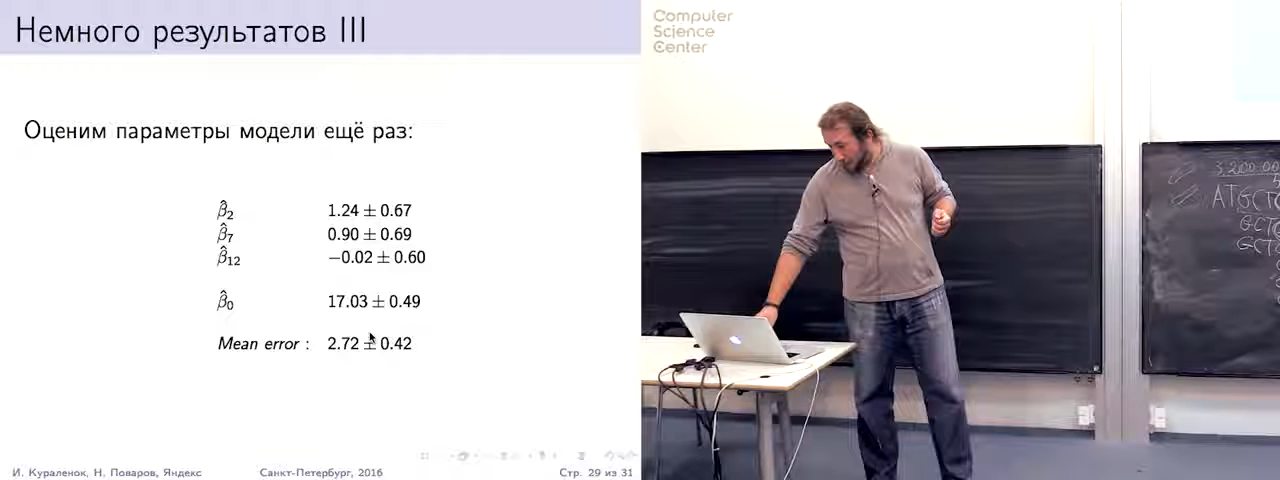 Немного результатов III
Оценим параметры модели ещё раз:
β̂₂ 1.24 ± 0.67
β̂₇ 0.90 ± 0.69
β̂₁₂ −0.02 ± 0.60
β̂₀ 17.03 ± 0.49
Mean error : 2.72 ± 0.42
И. Кураленок, Н. Поваров, Яндекс Санкт-Петербург, 2016 Стр. 29 из 31
Computer
Science
Center